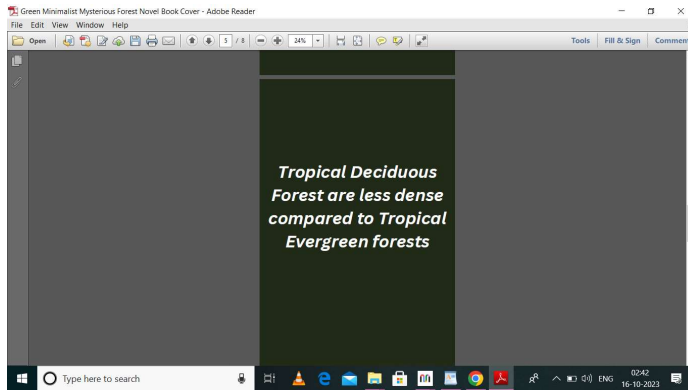 Green Minimalist Mysterious Forest Novel Book Cover - Adobe Reader
File Edit View Window Help
Open 5 / 8 24% Tools Fill & Sign Comment
Tropical Deciduous
Forest are less dense
compared to Tropical
Evergreen forests
Type here to search
ENG 02:42
16-10-2023